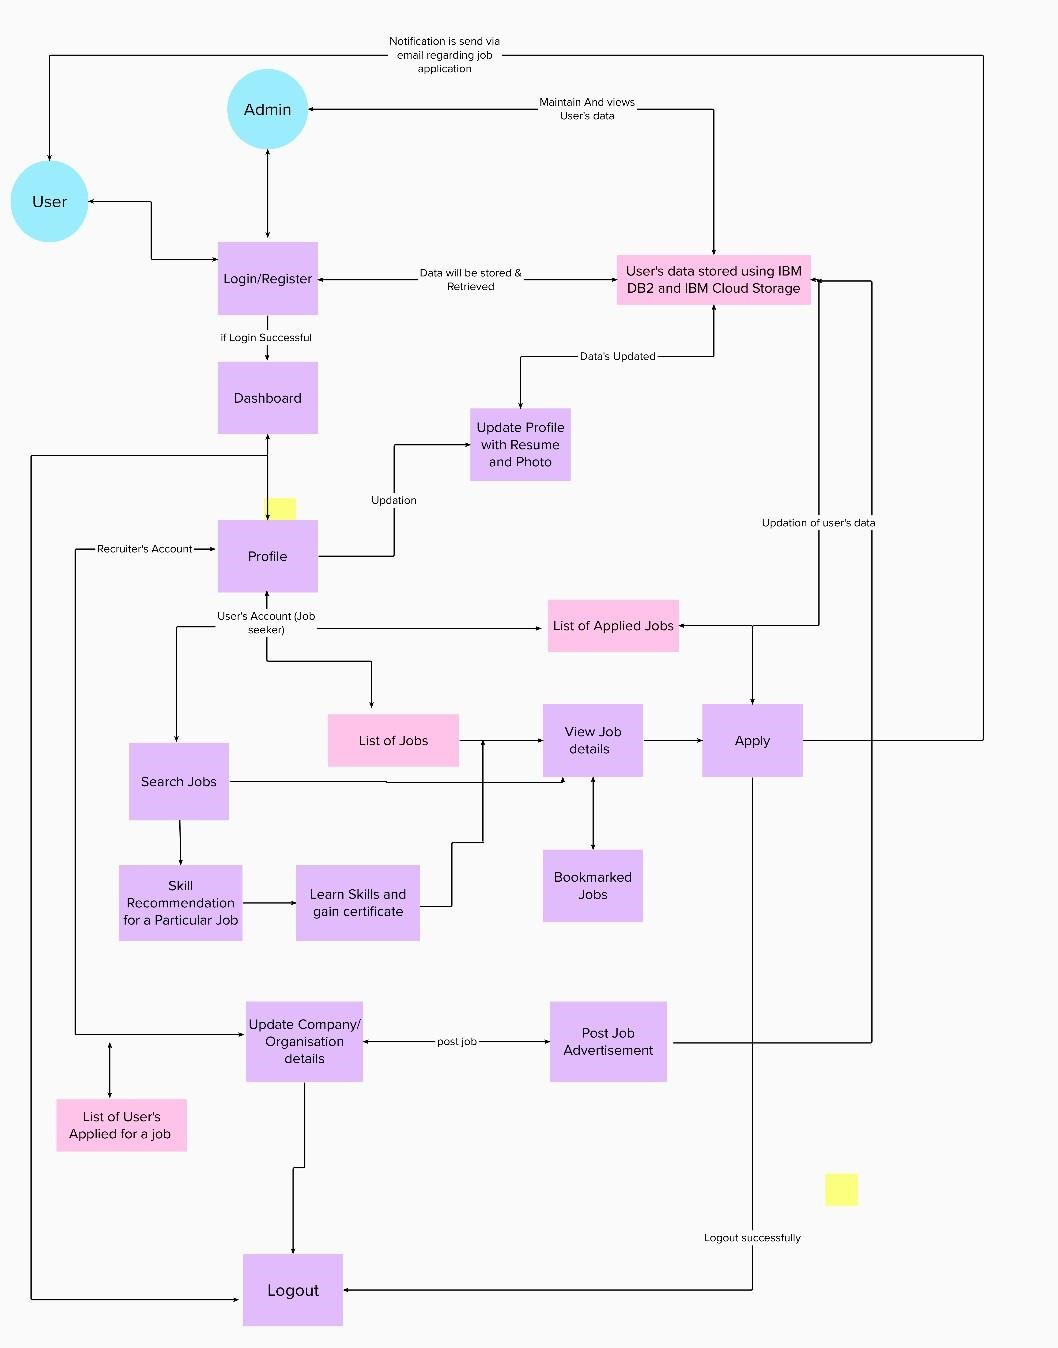 Notification is send via
email regarding job
application
Admin
Maintain And views
User's data
User
Login/Register
Data will be stored &
Retrieved
User's data stored using IBM
DB2 and IBM Cloud Storage
if Login Successful
Data's Updated
Dashboard
Update Profile
with Resume
and Photo
Updation
Updation of user's data
Recruiter's Account
Profile
User's Account (Job
seeker)
List of Applied Jobs
List of Jobs
View Job
details
Apply
Search Jobs
Skill
Recommendation
for a Particular Job
Learn Skills and
gain certificate
Bookmarked
Jobs
Update Company/
Organisation
details
post job
Post Job
Advertisement
List of User's
Applied for a job
Logout successfully
Logout